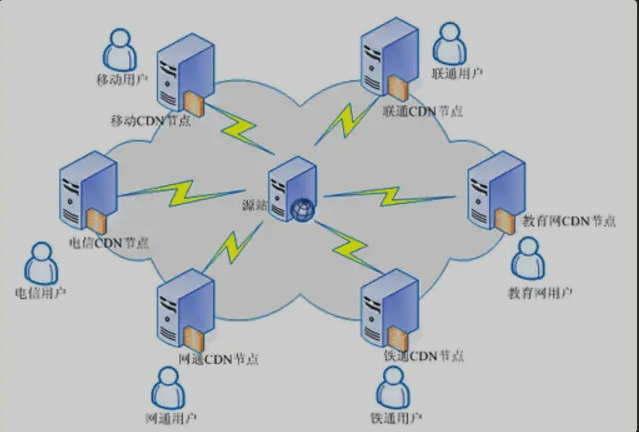 移动用户
联通用户
移动CDN节点
联通CDN节点
源站
教育网CDN节点
电信CDN节点
电信用户
教育网用户
网通CDN节点
铁通CDN节点
网通用户
铁通用户